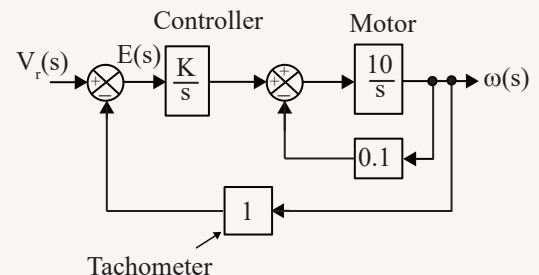 Controller
Motor
V_r(s)
E(s)
+
−
K
s
+
+
−
10
s
ω(s)
0.1
1
Tachometer